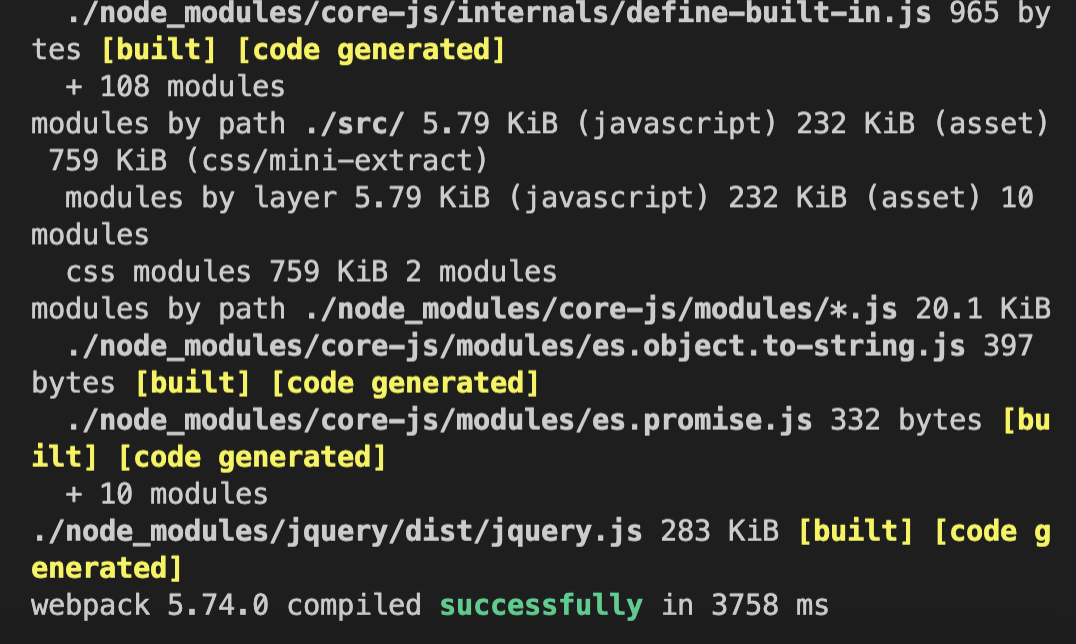 ./node_modules/core-js/internals/define-built-in.js 965 by
tes [built] [code generated]
+ 108 modules
modules by path ./src/ 5.79 KiB (javascript) 232 KiB (asset)
759 KiB (css/mini-extract)
modules by layer 5.79 KiB (javascript) 232 KiB (asset) 10
modules
css modules 759 KiB 2 modules
modules by path ./node_modules/core-js/modules/*.js 20.1 KiB
./node_modules/core-js/modules/es.object.to-string.js 397
bytes [built] [code generated]
./node_modules/core-js/modules/es.promise.js 332 bytes [bu
ilt] [code generated]
+ 10 modules
./node_modules/jquery/dist/jquery.js 283 KiB [built] [code g
enerated]
webpack 5.74.0 compiled successfully in 3758 ms